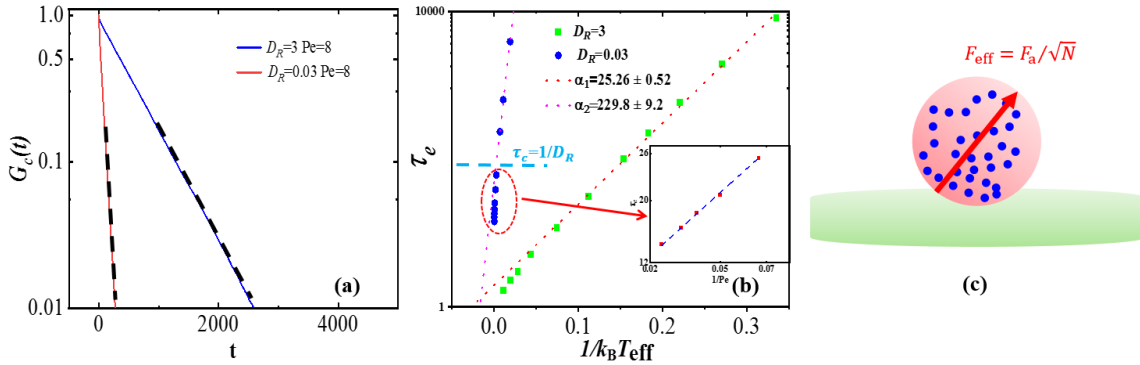 1.0
0.5
0.1
0.01
G_c(t)
D_R=3 Pe=8
D_R=0.03 Pe=8
(a)
0
2000
4000
t
10000
1
τ_e
D_R=3
D_R=0.03
α₁=25.26 ± 0.52
α₂=229.8 ± 9.2
τ_c=1/D_R
26
20
12
0.02
0.05
0.07
1/Pe
(b)
0.0
0.1
0.2
0.3
1/k_BT_eff
F_eff = F_a/√N
(c)